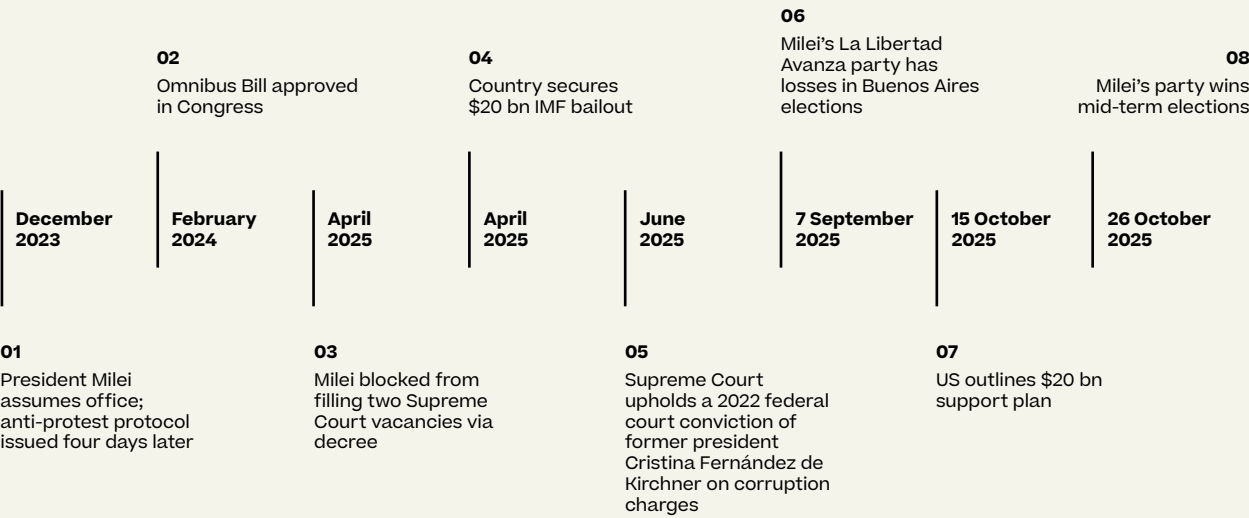 01
December
2023
President Milei
assumes office;
anti-protest protocol
issued four days later
02
Omnibus Bill approved
in Congress
February
2024
03
April
2025
Milei blocked from
filling two Supreme
Court vacancies via
decree
04
Country secures
$20 bn IMF bailout
April
2025
05
June
2025
Supreme Court
upholds a 2022 federal
court conviction of
former president
Cristina Fernández de
Kirchner on corruption
charges
06
Milei’s La Libertad
Avanza party has
losses in Buenos Aires
elections
7 September
2025
07
15 October
2025
US outlines $20 bn
support plan
08
Milei’s party wins
mid-term elections
26 October
2025